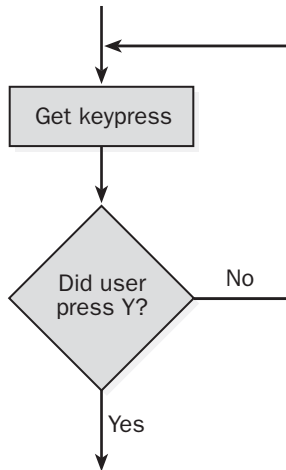 Get keypress
Did user
press Y?
No
Yes